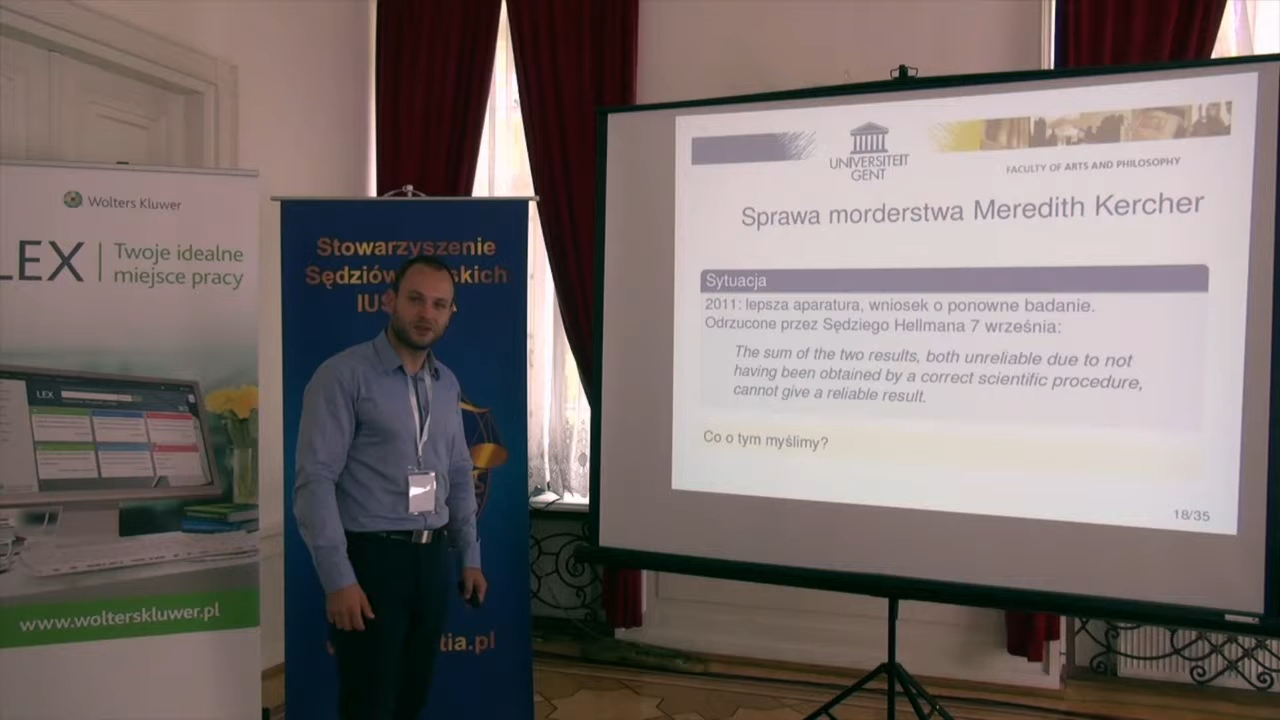 Wolters Kluwer
LEX
Twoje idealne
miejsce pracy
LEX
www.wolterskluwer.pl
Stowarzyszenie
Sędziów
IUS
tia.pl
UNIVERSITEIT
GENT
FACULTY OF ARTS AND PHILOSOPHY
Sprawa morderstwa Meredith Kercher
Sytuacja
2011: lepsza aparatura, wniosek o ponowne badanie.
Odrzucone przez Sędziego Hellmana 7 września:
The sum of the two results, both unreliable due to not
having been obtained by a correct scientific procedure,
cannot give a reliable result.
Co o tym myślimy?
18/35